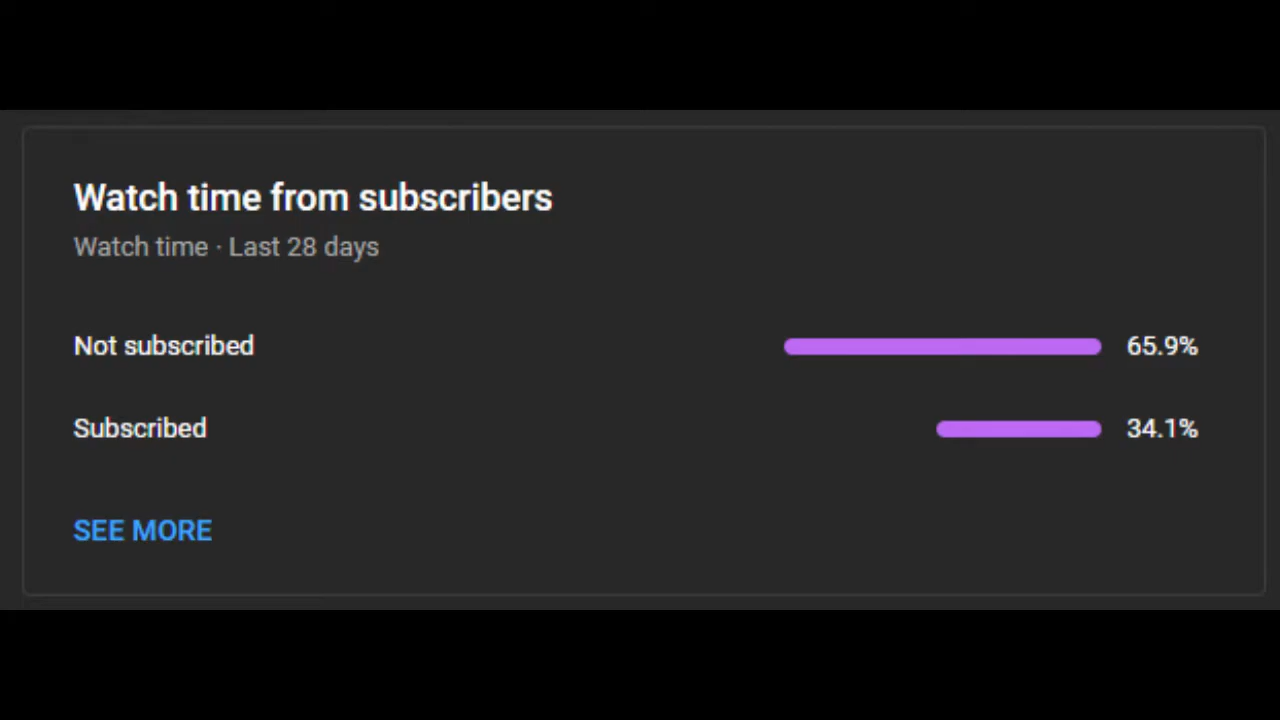 Watch time from subscribers
Watch time · Last 28 days
Not subscribed 65.9%
Subscribed 34.1%
SEE MORE